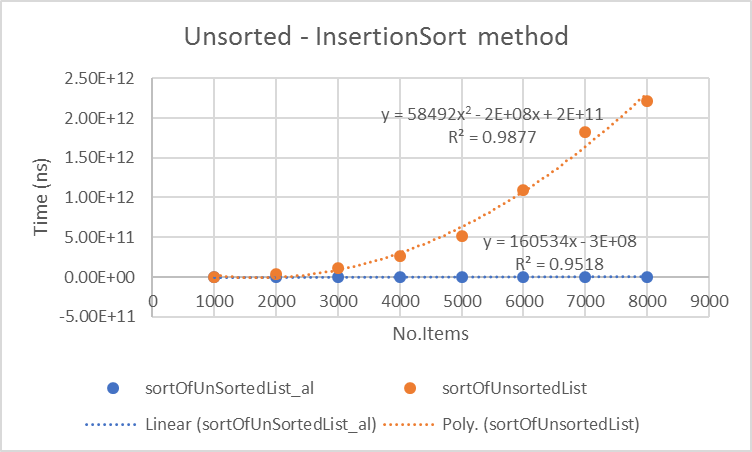 Unsorted - InsertionSort method
2.50E+12
2.00E+12
1.50E+12
1.00E+12
5.00E+11
0.00E+00
-5.00E+11
Time (ns)
y = 58492x² - 2E+08x + 2E+11
R² = 0.9877
y = 160534x - 3E+08
R² = 0.9518
0 1000 2000 3000 4000 5000 6000 7000 8000 9000
No.Items
sortOfUnSortedList_al sortOfUnsortedList
Linear (sortOfUnSortedList_al) Poly. (sortOfUnsortedList)